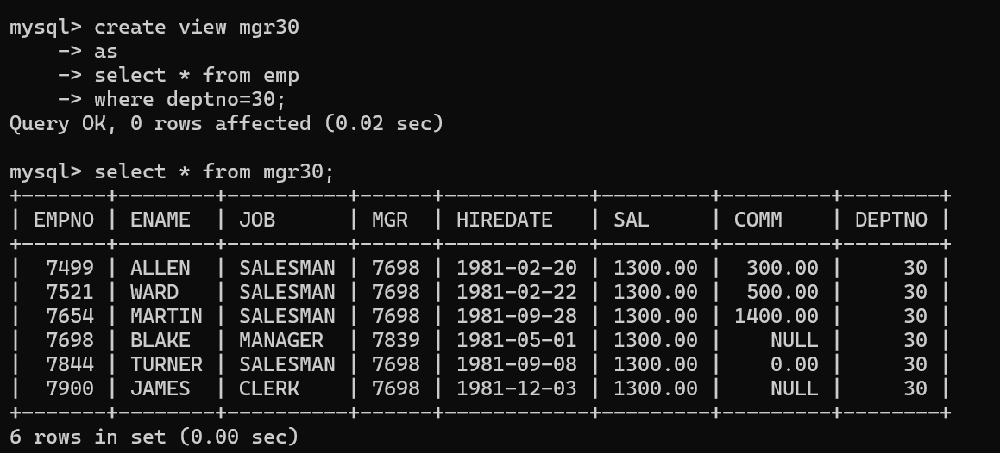 mysql> create view mgr30
    -> as
    -> select * from emp
    -> where deptno=30;
Query OK, 0 rows affected (0.02 sec)

mysql> select * from mgr30;
+-------+--------+----------+------+------------+---------+---------+--------+
| EMPNO | ENAME  | JOB      | MGR  | HIREDATE   | SAL     | COMM    | DEPTNO |
+-------+--------+----------+------+------------+---------+---------+--------+
|  7499 | ALLEN  | SALESMAN | 7698 | 1981-02-20 | 1300.00 |  300.00 |     30 |
|  7521 | WARD   | SALESMAN | 7698 | 1981-02-22 | 1300.00 |  500.00 |     30 |
|  7654 | MARTIN | SALESMAN | 7698 | 1981-09-28 | 1300.00 | 1400.00 |     30 |
|  7698 | BLAKE  | MANAGER  | 7839 | 1981-05-01 | 1300.00 |    NULL |     30 |
|  7844 | TURNER | SALESMAN | 7698 | 1981-09-08 | 1300.00 |    0.00 |     30 |
|  7900 | JAMES  | CLERK    | 7698 | 1981-12-03 | 1300.00 |    NULL |     30 |
+-------+--------+----------+------+------------+---------+---------+--------+
6 rows in set (0.00 sec)